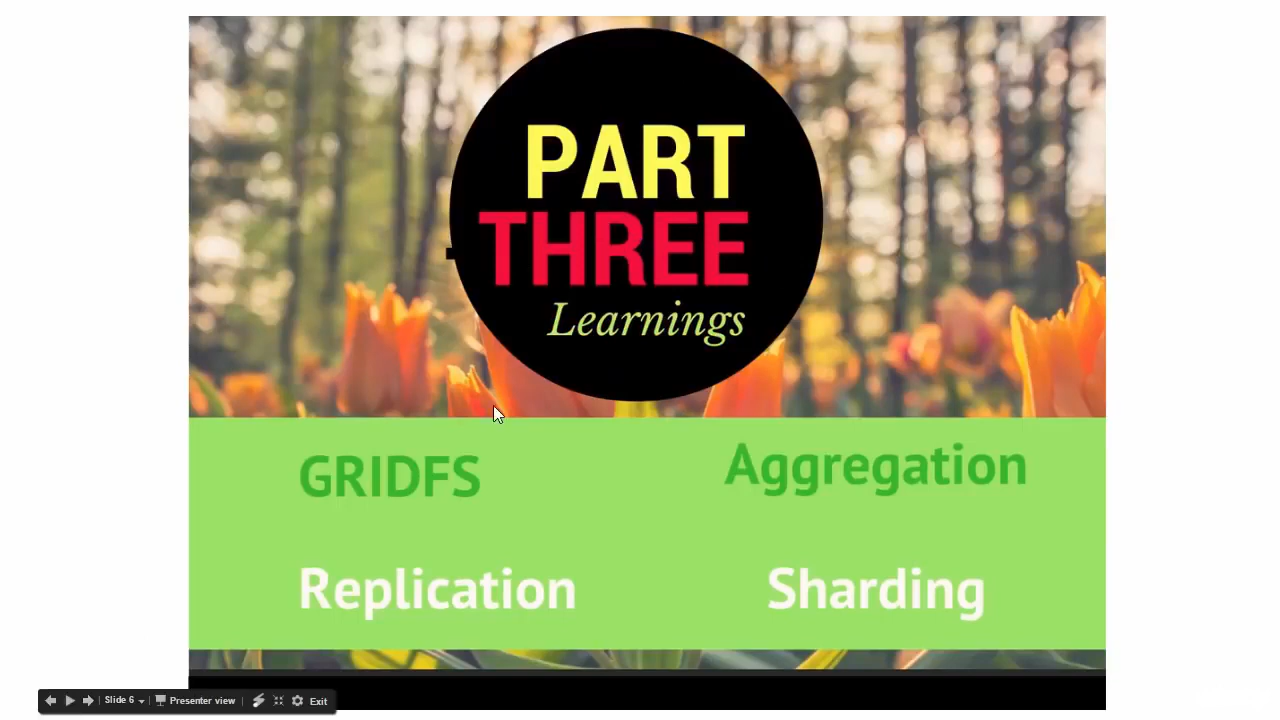 PART
THREE
Learnings
GRIDFS
Aggregation
Replication
Sharding
Slide 6
Presenter view
Exit